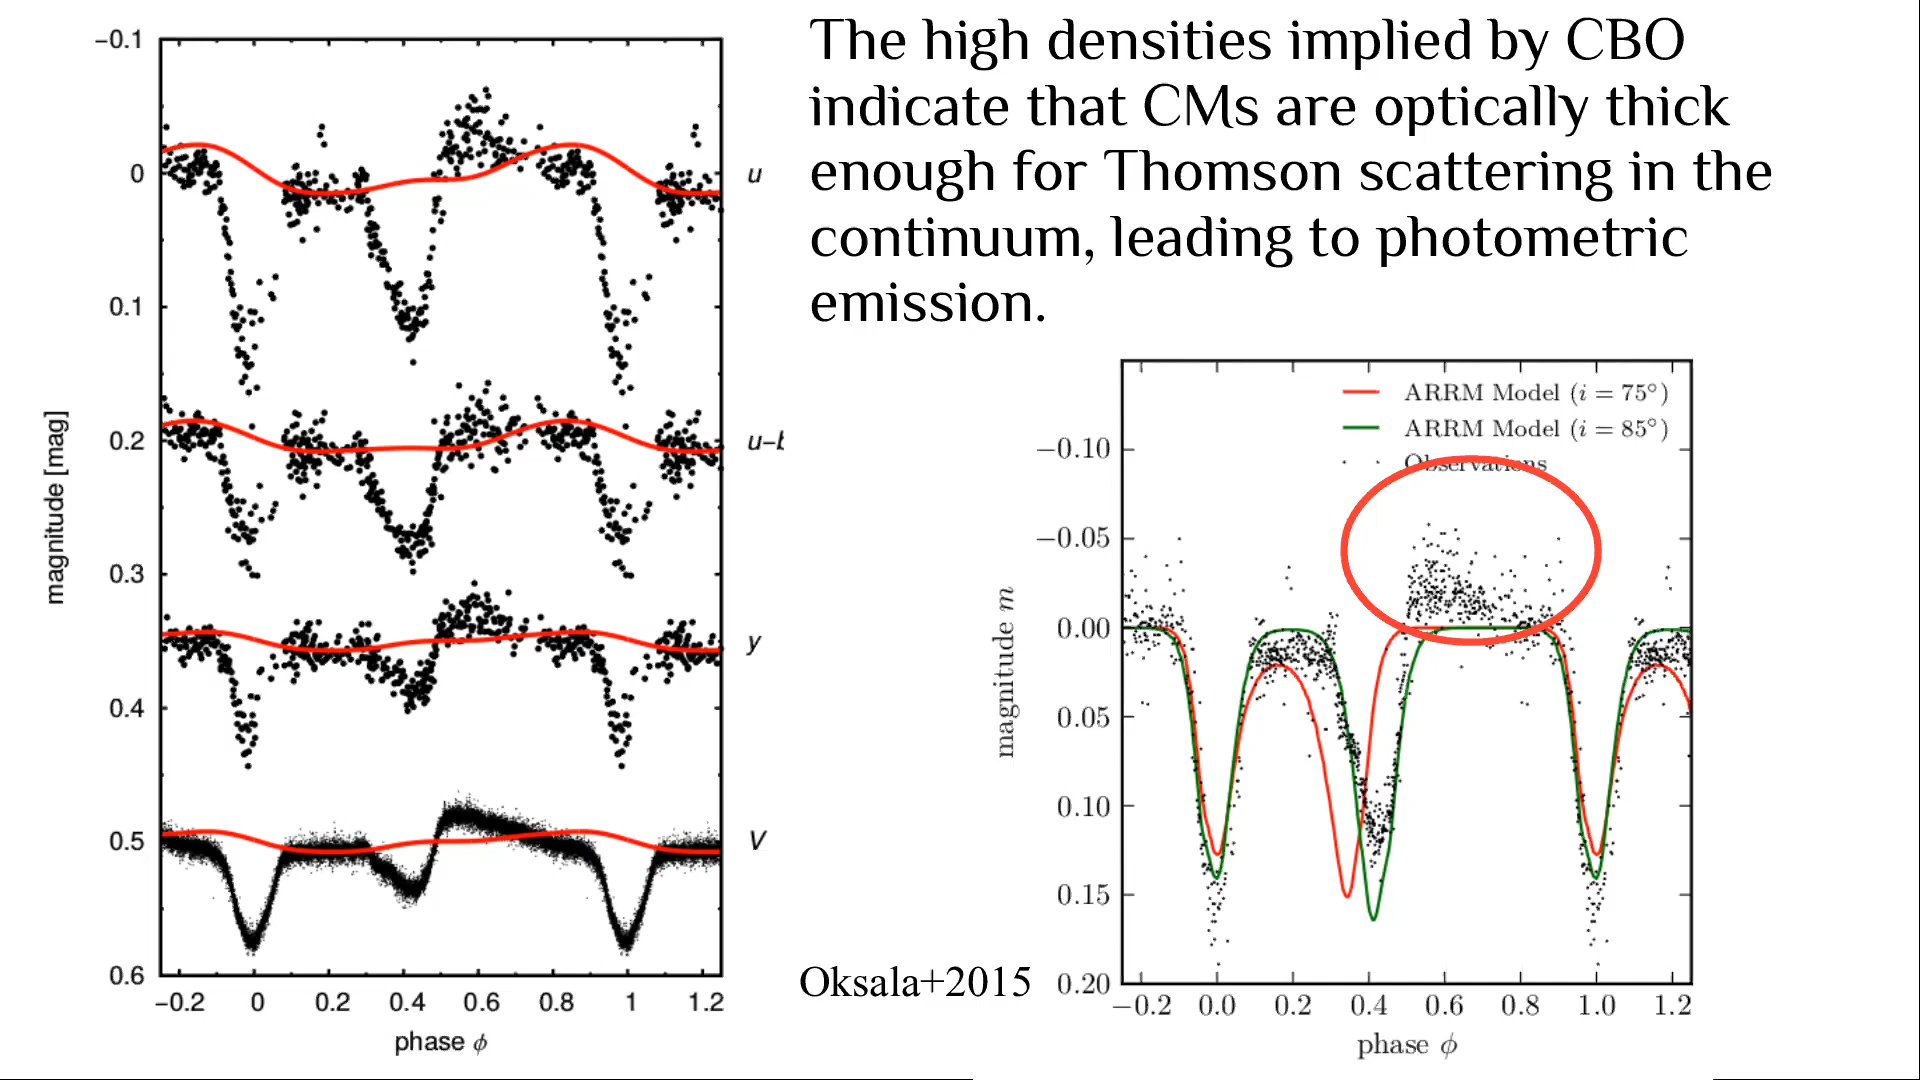 The high densities implied by CBO
indicate that CMs are optically thick
enough for Thomson scattering in the
continuum, leading to photometric
emission.
−0.1
0
0.1
0.2
0.3
0.4
0.5
0.6
magnitude [mag]
u
u−b
y
V
−0.2 0 0.2 0.4 0.6 0.8 1 1.2
phase ϕ
ARRM Model (i = 75°)
ARRM Model (i = 85°)
Observations
−0.10
−0.05
0.00
0.05
0.10
0.15
0.20
magnitude m
−0.2 0.0 0.2 0.4 0.6 0.8 1.0 1.2
phase ϕ
Oksala+2015